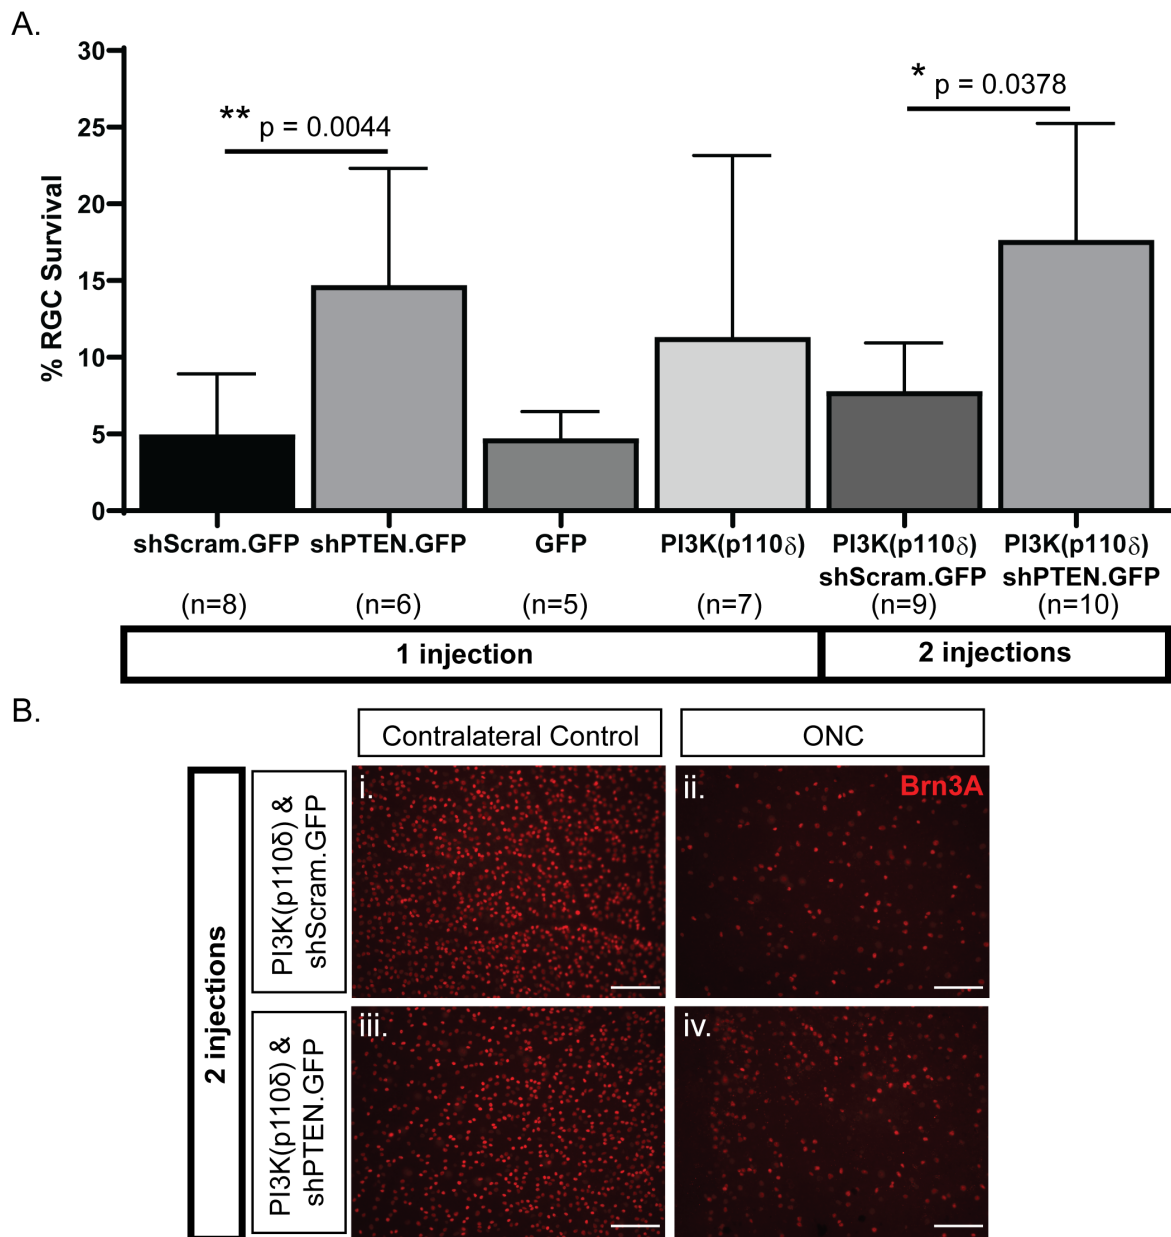 A.
30
25
20
15
10
5
0
% RGC Survival
** p = 0.0044
* p = 0.0378
shScram.GFP shPTEN.GFP GFP PI3K(p110δ) PI3K(p110δ) PI3K(p110δ)
shScram.GFP shPTEN.GFP
(n=8) (n=6) (n=5) (n=7) (n=9) (n=10)
1 injection 2 injections
B.
Contralateral Control ONC
2 injections
PI3K(p110δ) &
shScram.GFP
i. ii. Brn3A
PI3K(p110δ) &
shPTEN.GFP
iii. iv.